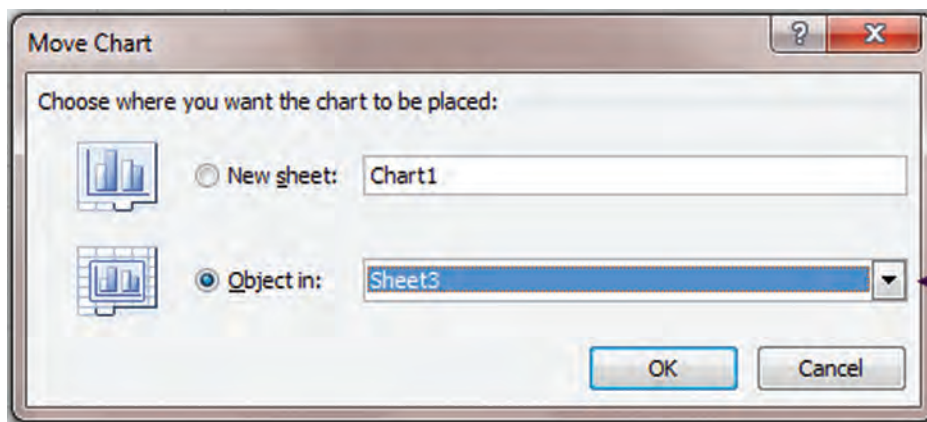 Move Chart
Choose where you want the chart to be placed:
New sheet: Chart1
Object in: Sheet3
OK Cancel